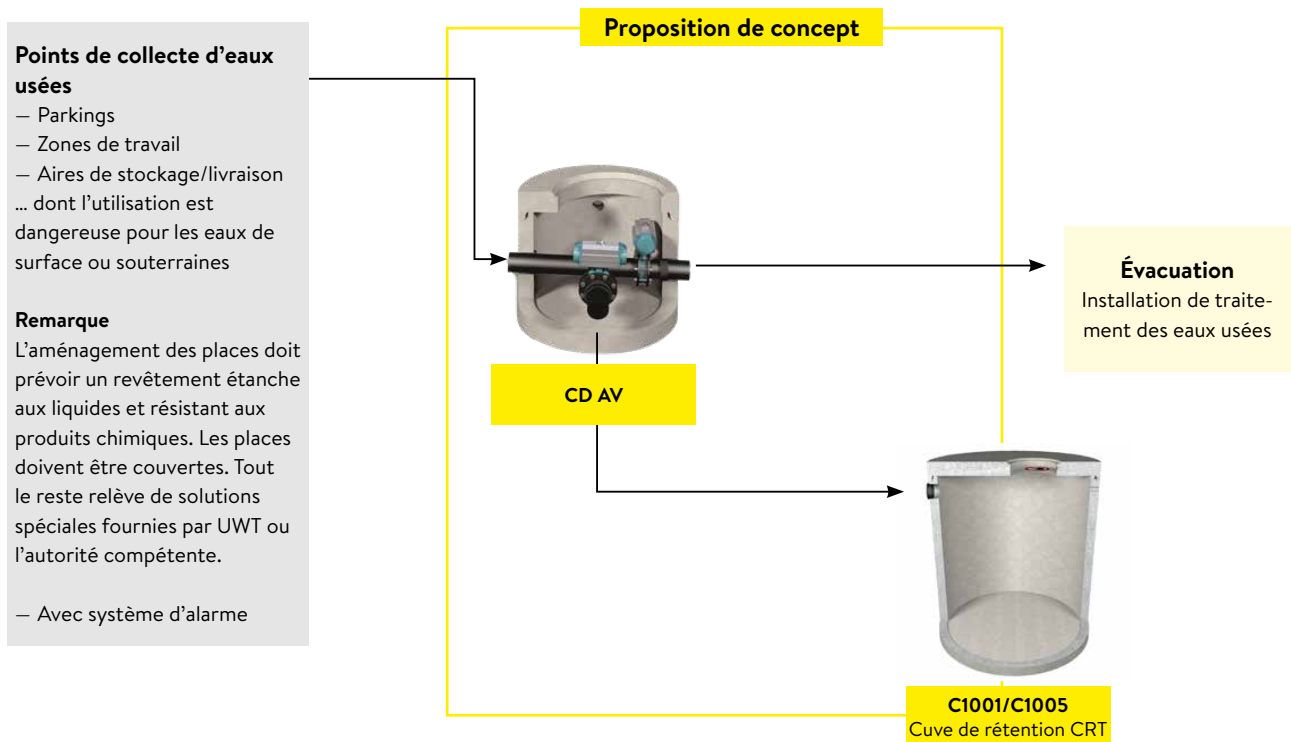 Proposition de concept
Points de collecte d’eaux
usées
— Parkings
— Zones de travail
— Aires de stockage/livraison
... dont l’utilisation est
dangereuse pour les eaux de
surface ou souterraines
Remarque
L’aménagement des places doit
prévoir un revêtement étanche
aux liquides et résistant aux
produits chimiques. Les places
doivent être couvertes. Tout
le reste relève de solutions
spéciales fournies par UWT ou
l’autorité compétente.
— Avec système d’alarme
CD AV
Évacuation
Installation de traite-
ment des eaux usées
C1001/C1005
Cuve de rétention CRT